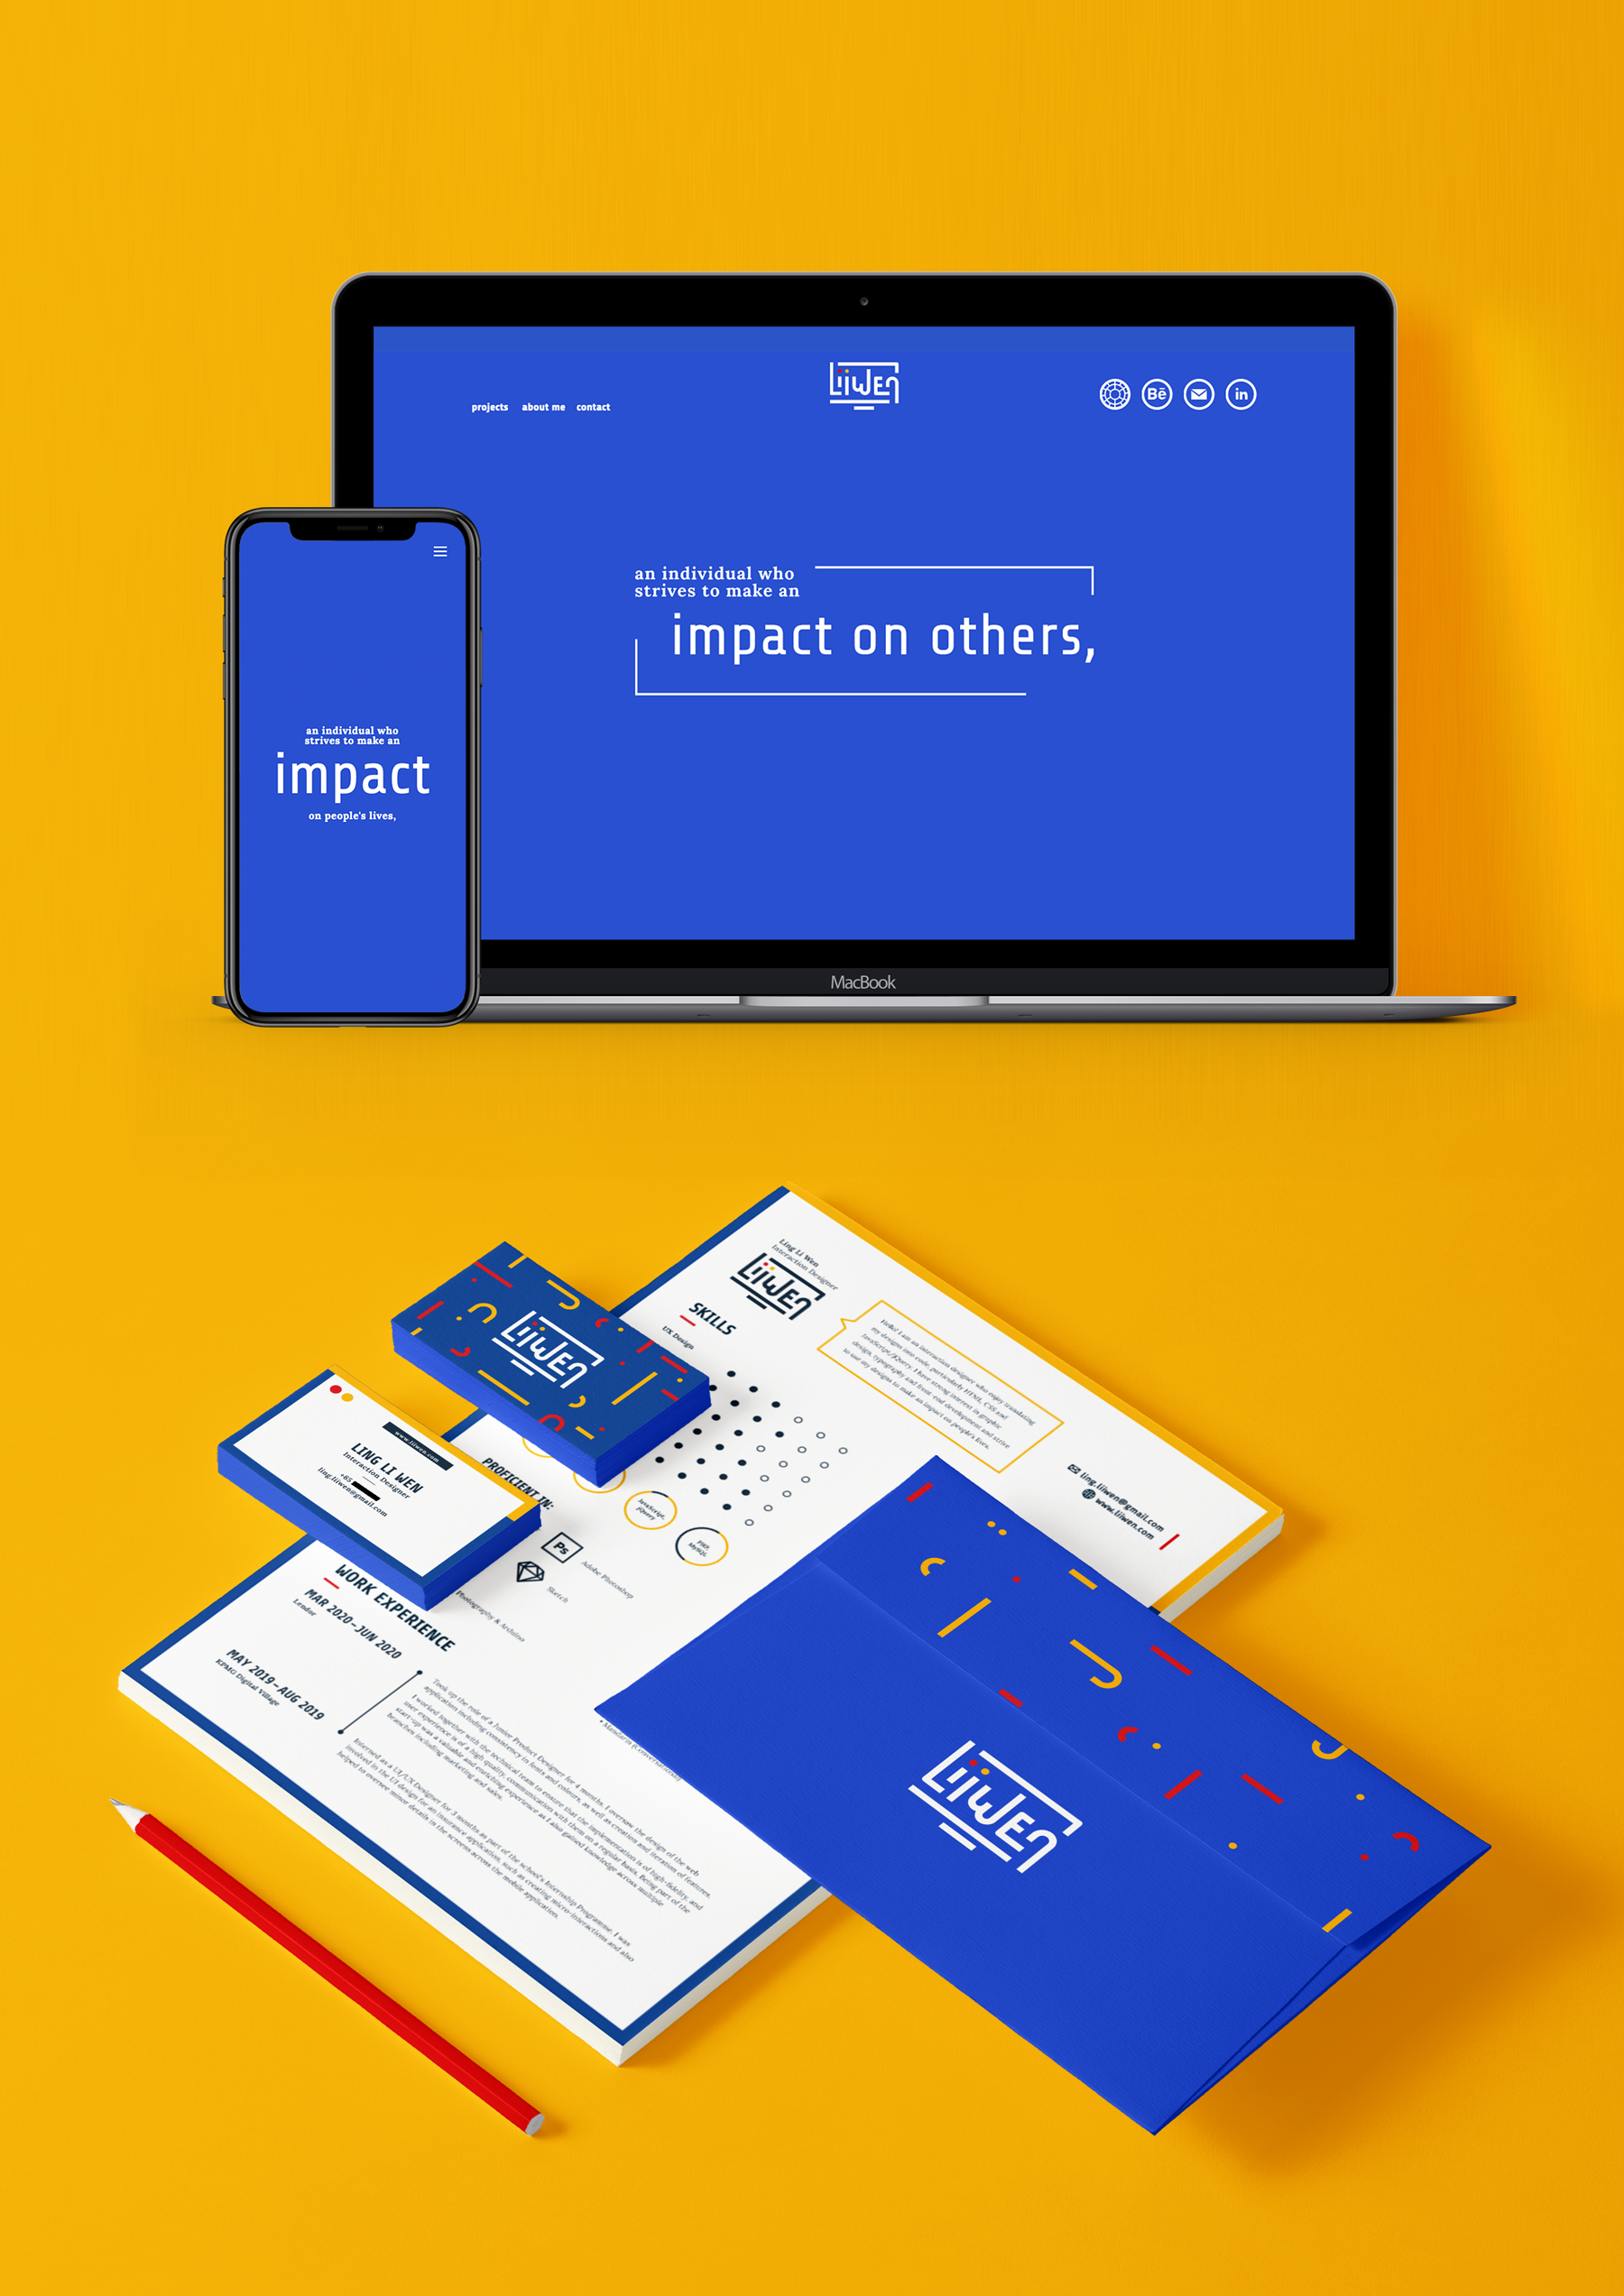 liwen
projects about me contact
Bē
in
an individual who
strives to make an
impact on others,
MacBook
an individual who
strives to make an
impact
on people's lives,
Ling Li Wen
Interaction Designer
liwen
SKILLS
UX Design
Hello! I am an interaction designer who enjoy translating
my designs into code; particularly HTML, CSS and
JavaScript/jQuery. I have strong interest in graphic
design, typography and front-end development and strive
to use my designs to make an impact on people's lives.
ling.liwen@gmail.com
www.liiwen.com
liwen
www.liiwen.com
LING LI WEN
Interaction Designer
+65
ling.liiwen@gmail.com
PROFICIENT IN:
JavaScript,
jQuery
PHP,
MySQL
Ps
Adobe Photoshop
Sketch
Photography & Arduino
WORK EXPERIENCE
MAR 2020–JUN 2020
Lendor
Took up the role of a Junior Product Designer for 4 months. I oversaw the design of the web
application including consistency in fonts and colours, as well as creation and iteration of features.
I worked together with the technical team to ensure that the implementation is of high-fidelity, and
user experience is of a high quality, communication with them on a regular basis. Being part of the
start-up was a valuable and enriching experience as I also gained knowledge across multiple
branches including marketing and sales.
MAY 2019–AUG 2019
KPMG Digital Village
Interned as a UI/UX Designer for 3 months as part of the school's Internship Programme. I was
involved in the UI design for an insurance application, such as creating micro-interactions and also
helped to oversee minor details in the screens across the mobile application.
liwen